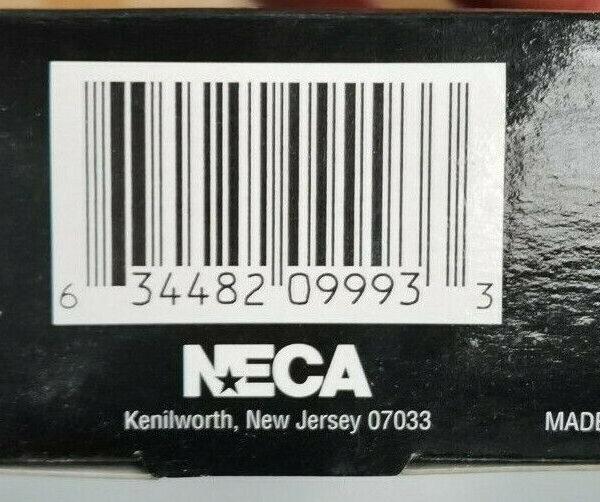 6 34482 09993 3
NECA
Kenilworth, New Jersey 07033
MADE